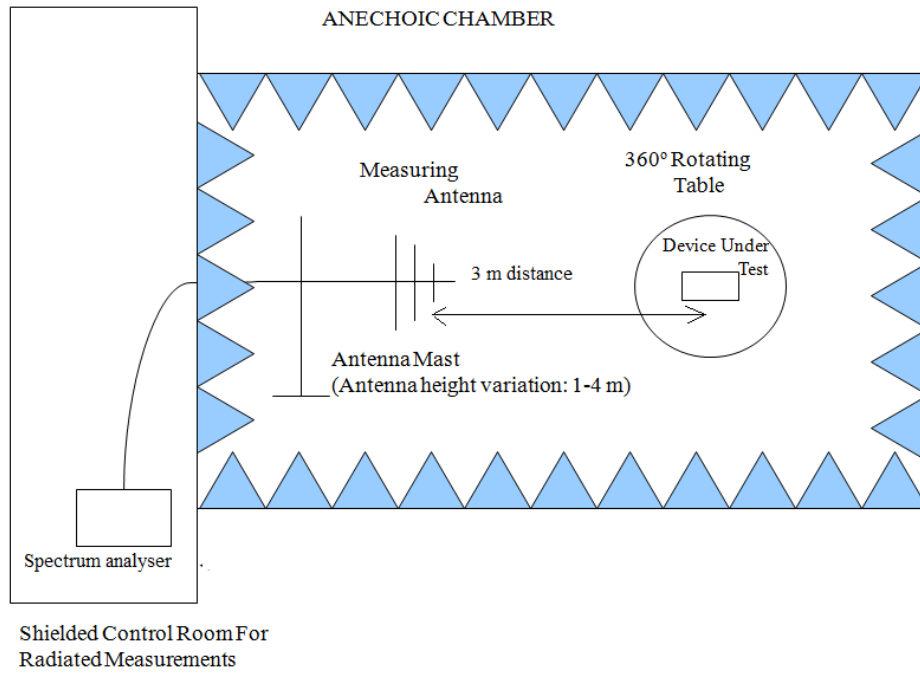 ANECHOIC CHAMBER
Measuring
Antenna
360º Rotating
Table
Device Under
Test
3 m distance
Antenna Mast
(Antenna height variation: 1-4 m)
Spectrum analyser
Shielded Control Room For
Radiated Measurements